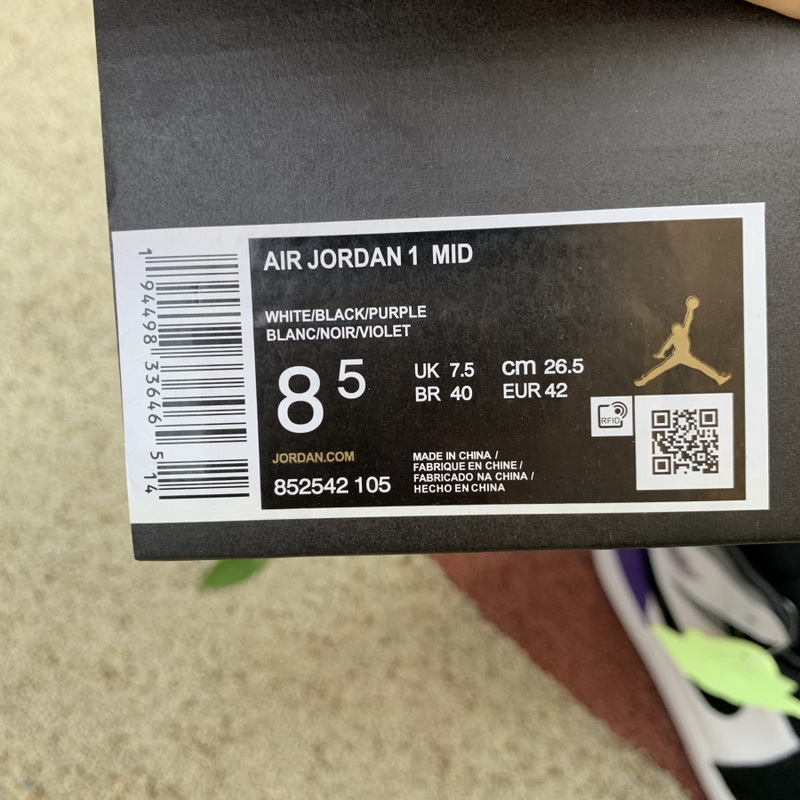 AIR JORDAN 1 MID
WHITE/BLACK/PURPLE
BLANC/NOIR/VIOLET
8 5
UK 7.5 cm 26.5
BR 40 EUR 42
RFID
JORDAN.COM
852542 105
MADE IN CHINA /
FABRIQUE EN CHINE /
FABRICADO NA CHINA /
HECHO EN CHINA
1 94498 33646 5 14